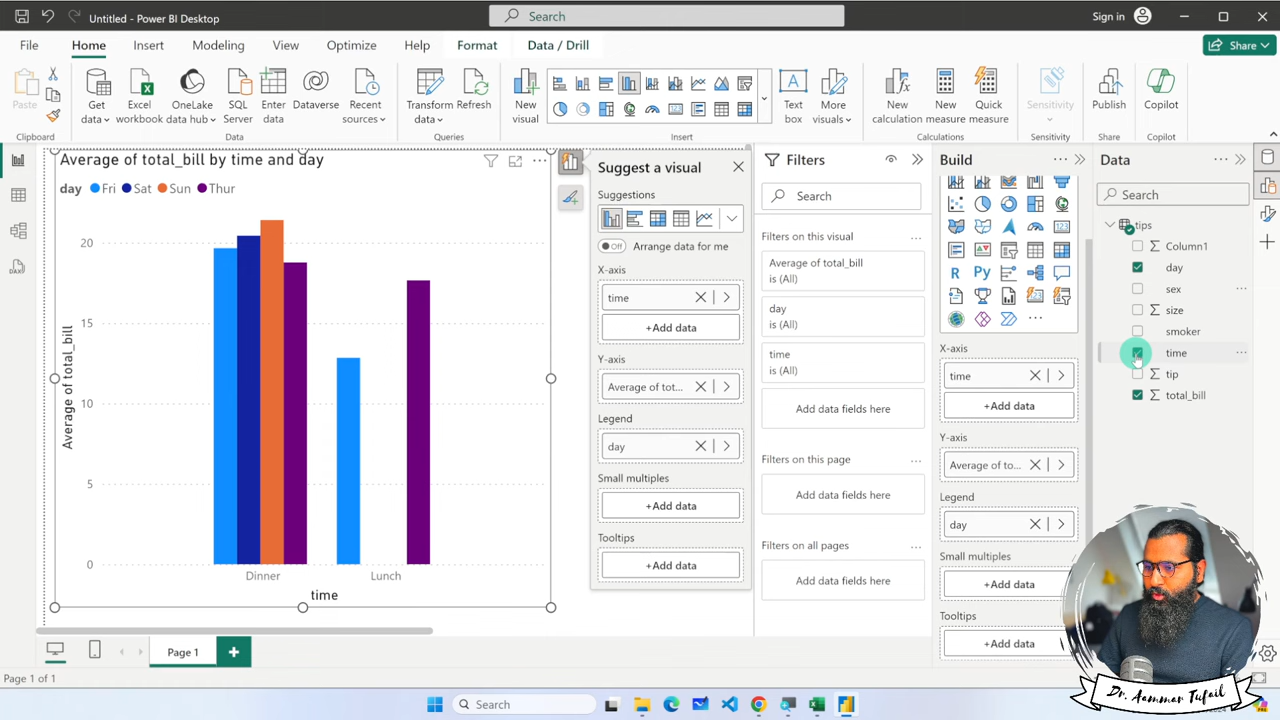 Untitled - Power BI Desktop
Search
Sign in
File
Home
Insert
Modeling
View
Optimize
Help
Format
Data / Drill
Share
Paste
Get data
Excel workbook
OneLake data hub
SQL Server
Enter data
Dataverse
Recent sources
Transform data
Refresh
New visual
Text box
More visuals
New calculation
New measure
Quick measure
Sensitivity
Publish
Copilot
Clipboard
Data
Queries
Insert
Calculations
Sensitivity
Share
Copilot
Average of total_bill by time and day
day Fri Sat Sun Thur
20
15
10
5
0
Average of total_bill
Dinner
Lunch
time
Suggest a visual
Suggestions
Off Arrange data for me
X-axis
time
+Add data
Y-axis
Average of tot...
Legend
day
Small multiples
+Add data
Tooltips
+Add data
Filters
Search
Filters on this visual
Average of total_bill
is (All)
day
is (All)
time
is (All)
Add data fields here
Filters on this page
Add data fields here
Filters on all pages
Add data fields here
Build
R
Py
X-axis
time
+Add data
Y-axis
Average of to...
Legend
day
Small multiples
+Add data
Tooltips
+Add data
Data
Search
tips
Column1
day
sex
size
smoker
time
tip
total_bill
Page 1
Page 1 of 1
Search
Dr. Aammar Tufail